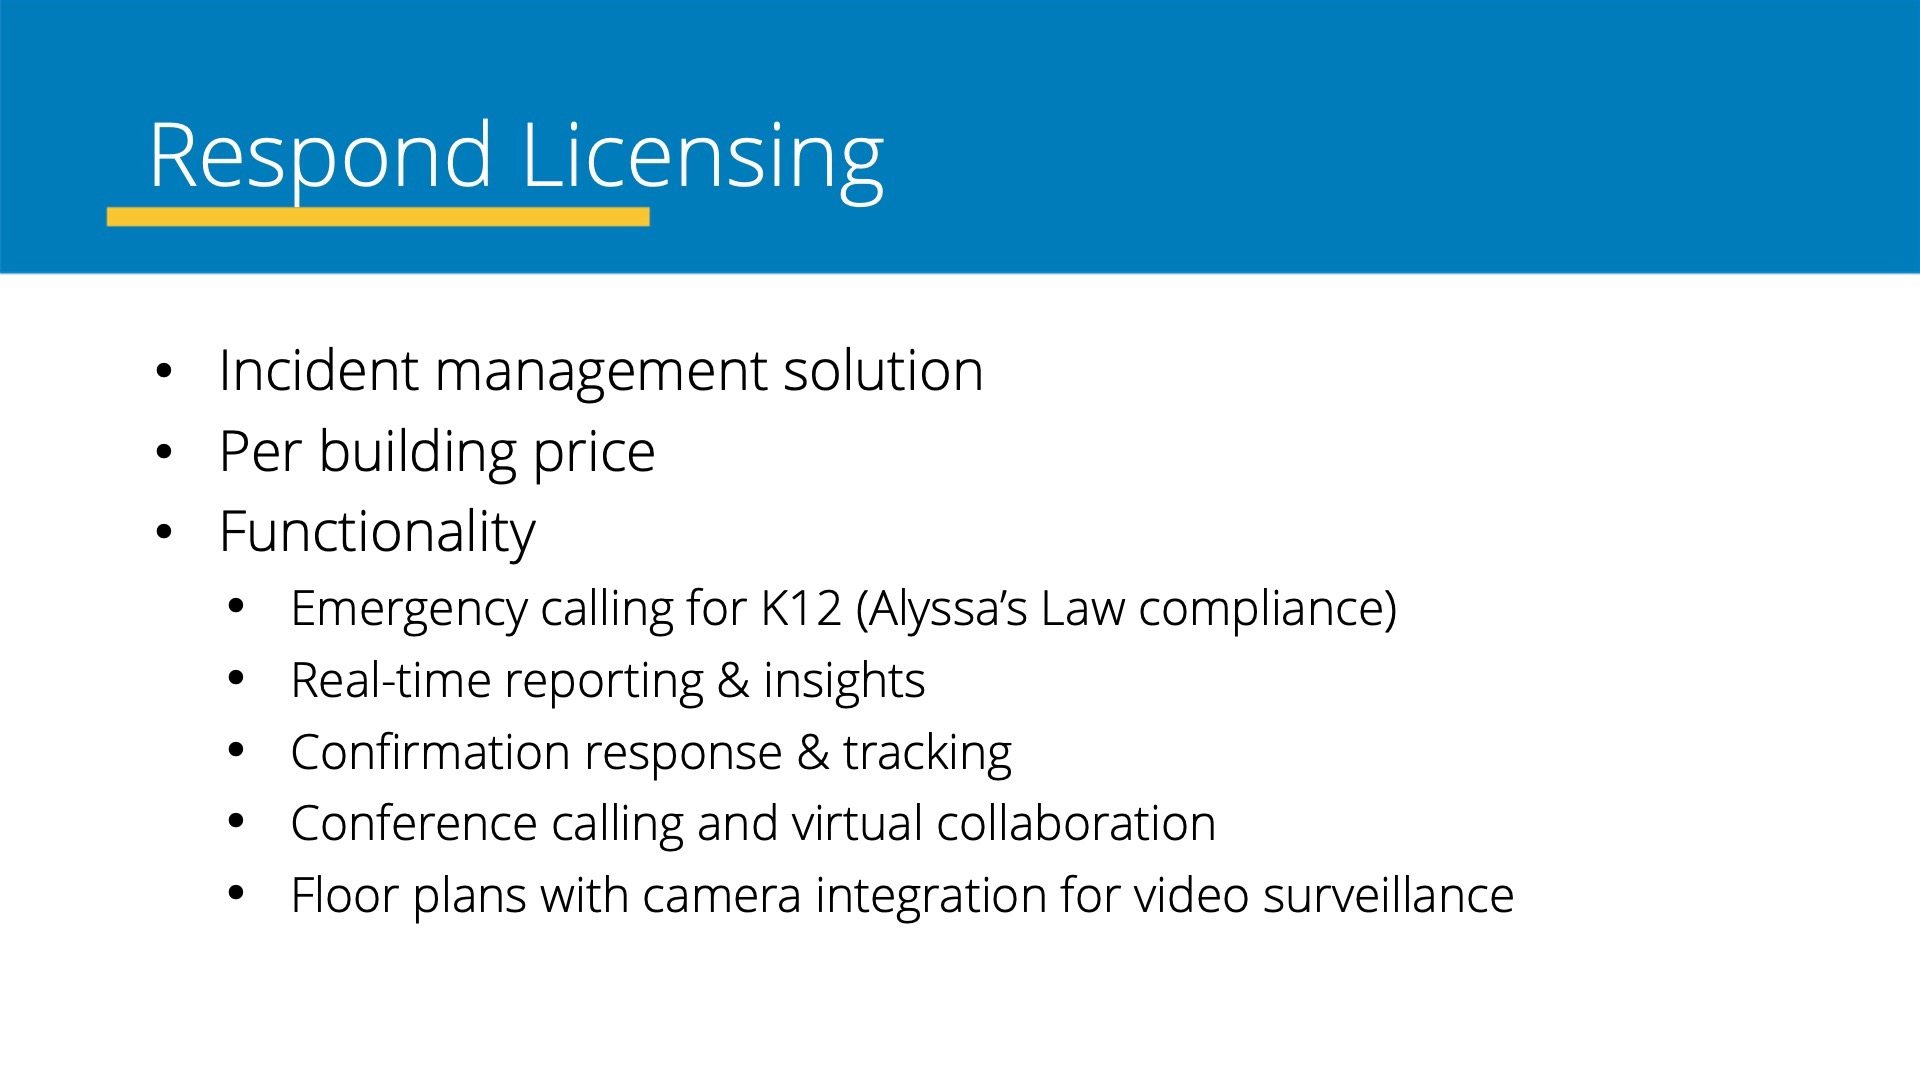 Respond Licensing
• Incident management solution
• Per building price
• Functionality
• Emergency calling for K12 (Alyssa’s Law compliance)
• Real-time reporting & insights
• Confirmation response & tracking
• Conference calling and virtual collaboration
• Floor plans with camera integration for video surveillance